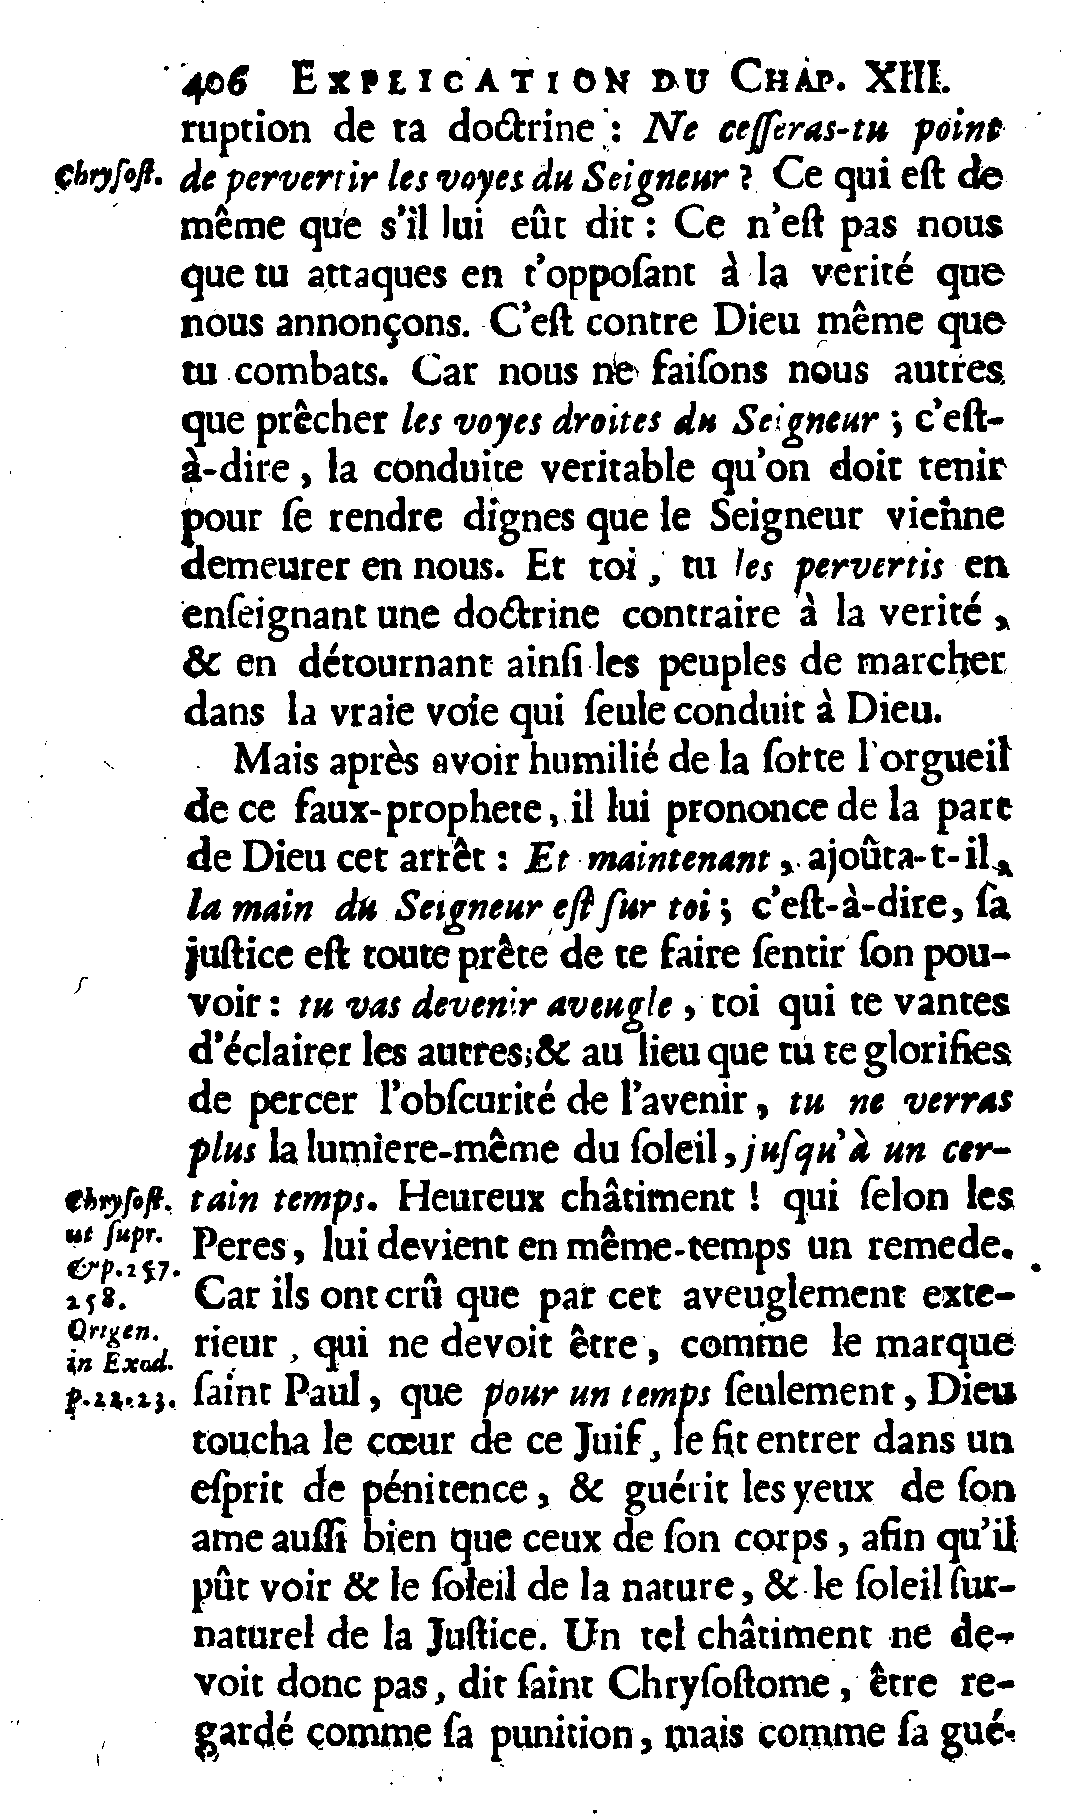 406 EXPLICATION DU CHAP. XIII.
ruption de ta doctrine : Ne ceſſeras-tu point
Chryſoſt.
de pervertir les voyes du Seigneur ? Ce qui eſt de
même que s'il lui eût dit : Ce n'eſt pas nous
que tu attaques en t'oppoſant à la verité que
nous annonçons. C'eſt contre Dieu même que
tu combats. Car nous ne faiſons nous autres
que prêcher les voyes droites du Seigneur ; c'eſt-
à-dire, la conduite veritable qu'on doit tenir
pour ſe rendre dignes que le Seigneur vienne
demeurer en nous. Et toi, tu les pervertis en
enſeignant une doctrine contraire à la verité,
& en détournant ainſi les peuples de marcher
dans la vraie voie qui ſeule conduit à Dieu.
Mais après avoir humilié de la ſorte l'orgueil
de ce faux-prophete, il lui prononce de la part
de Dieu cet arrêt : Et maintenant, ajoûta-t-il,
la main du Seigneur eſt ſur toi ; c'eſt-à-dire, ſa
juſtice eſt toute prête de te faire ſentir ſon pou-
voir : tu vas devenir aveugle, toi qui te vantes
d'éclairer les autres; & au lieu que tu te glorifies
de percer l'obſcurité de l'avenir, tu ne verras
plus la lumiere-même du ſoleil, juſqu'à un cer-
Chryſoſt.
ut ſupr.
& p. 257.
258.
Origen.
in Exod.
p. 22. 23.
tain temps. Heureux châtiment ! qui ſelon les
Peres, lui devient en même-temps un remede.
Car ils ont crû que par cet aveuglement exte-
rieur, qui ne devoit être, comme le marque
ſaint Paul, que pour un temps ſeulement, Dieu
toucha le cœur de ce Juif, le fit entrer dans un
eſprit de pénitence, & guérit les yeux de ſon
ame auſſi bien que ceux de ſon corps, afin qu'il
pût voir & le ſoleil de la nature, & le ſoleil ſur-
naturel de la Juſtice. Un tel châtiment ne de-
voit donc pas, dit ſaint Chryſoſtome, être re-
gardé comme ſa punition, mais comme ſa gué-